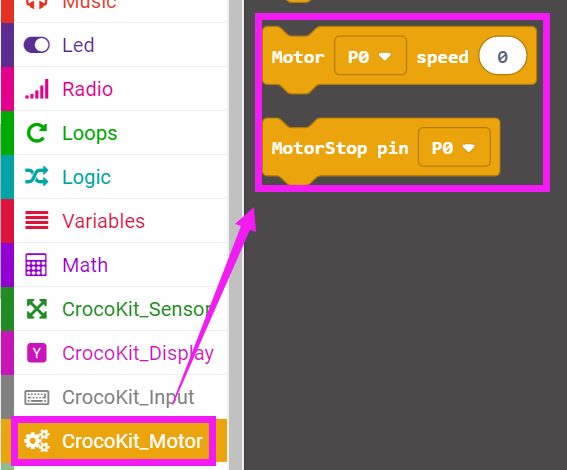 Music
Led
Radio
Loops
Logic
Variables
Math
CrocoKit_Sensor
CrocoKit_Display
CrocoKit_Input
CrocoKit_Motor
Motor P0 speed 0
MotorStop pin P0